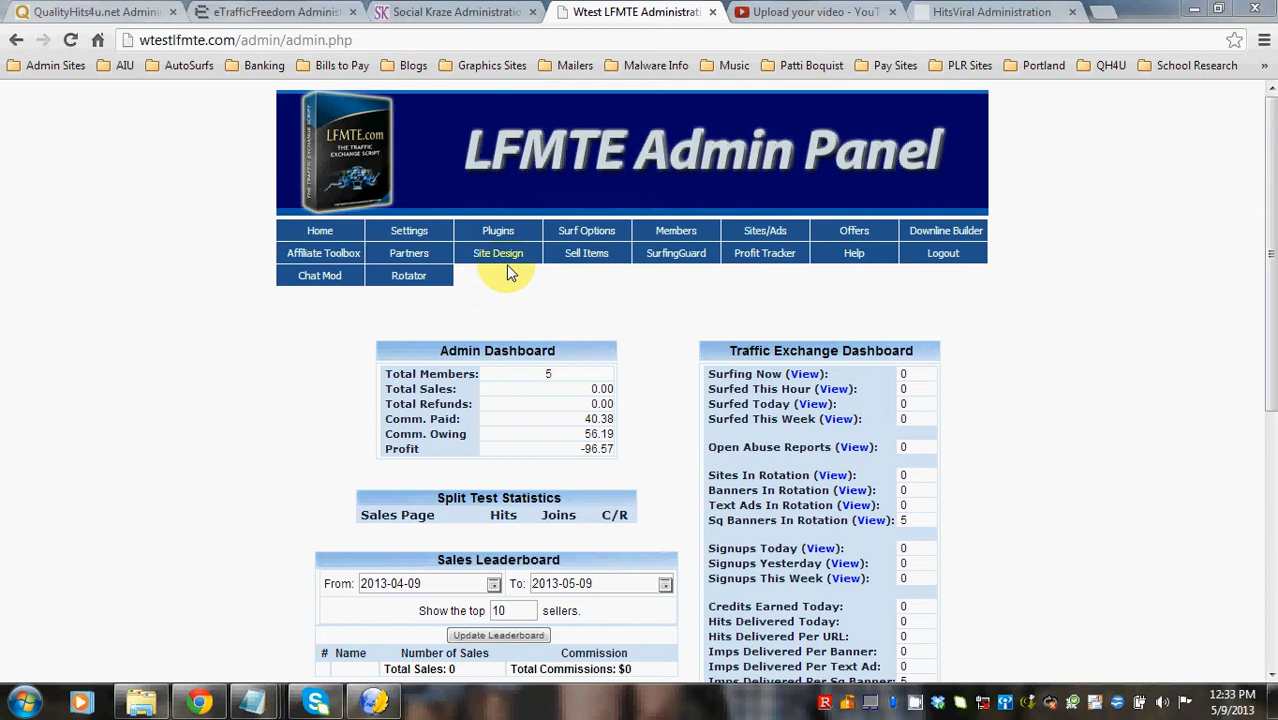 QualityHits4u.net Admini
eTrafficFreedom Administ
Social Kraze Administratio
Wtest LFMTE Administrati
Upload your video - YouT
HitsViral Administration
wtestlfmte.com/admin/admin.php
Admin Sites
AIU
AutoSurfs
Banking
Bills to Pay
Blogs
Graphics Sites
Mailers
Malware Info
Music
Patti Boquist
Pay Sites
PLR Sites
Portland
QH4U
School Research
»
LFMTE.com
THE TRAFFIC
EXCHANGE SCRIPT
LFMTE Admin Panel
Home Settings Plugins Surf Options Members Sites/Ads Offers Downline Builder
Affiliate Toolbox Partners Site Design Sell Items SurfingGuard Profit Tracker Help Logout
Chat Mod Rotator
Admin Dashboard
Total Members: 5
Total Sales: 0.00
Total Refunds: 0.00
Comm. Paid: 40.38
Comm. Owing 56.19
Profit -96.57
Split Test Statistics
Sales Page Hits Joins C/R
Sales Leaderboard
From: 2013-04-09 To: 2013-05-09
Show the top 10 sellers.
Update Leaderboard
# Name Number of Sales Commission
Total Sales: 0 Total Commissions: $0
Traffic Exchange Dashboard
Surfing Now (View): 0
Surfed This Hour (View): 0
Surfed Today (View): 0
Surfed This Week (View): 0
Open Abuse Reports (View): 0
Sites In Rotation (View): 0
Banners In Rotation (View): 0
Text Ads In Rotation (View): 0
Sq Banners In Rotation (View): 5
Signups Today (View): 0
Signups Yesterday (View): 0
Signups This Week (View): 0
Credits Earned Today: 0
Hits Delivered Today: 0
Hits Delivered Per URL: 0
Imps Delivered Per Banner: 0
Imps Delivered Per Text Ad: 0
Imps Delivered Per Sq Banner: 5
12:33 PM
5/9/2013